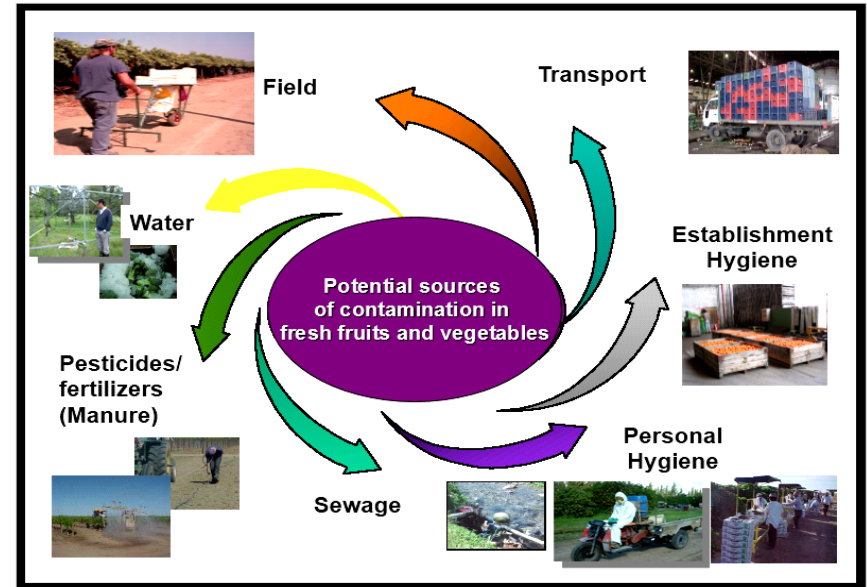 Field
Transport
Water
Establishment
Hygiene
Potential sources
of contamination in
fresh fruits and vegetables
Pesticides/
fertilizers
(Manure)
Personal
Hygiene
Sewage